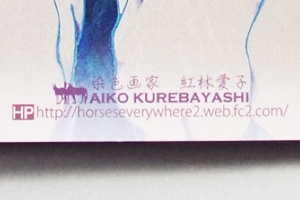 染色画家　紅林愛子
AIKO KUREBAYASHI
HP http://horseseverywhere2.web.fc2.com/